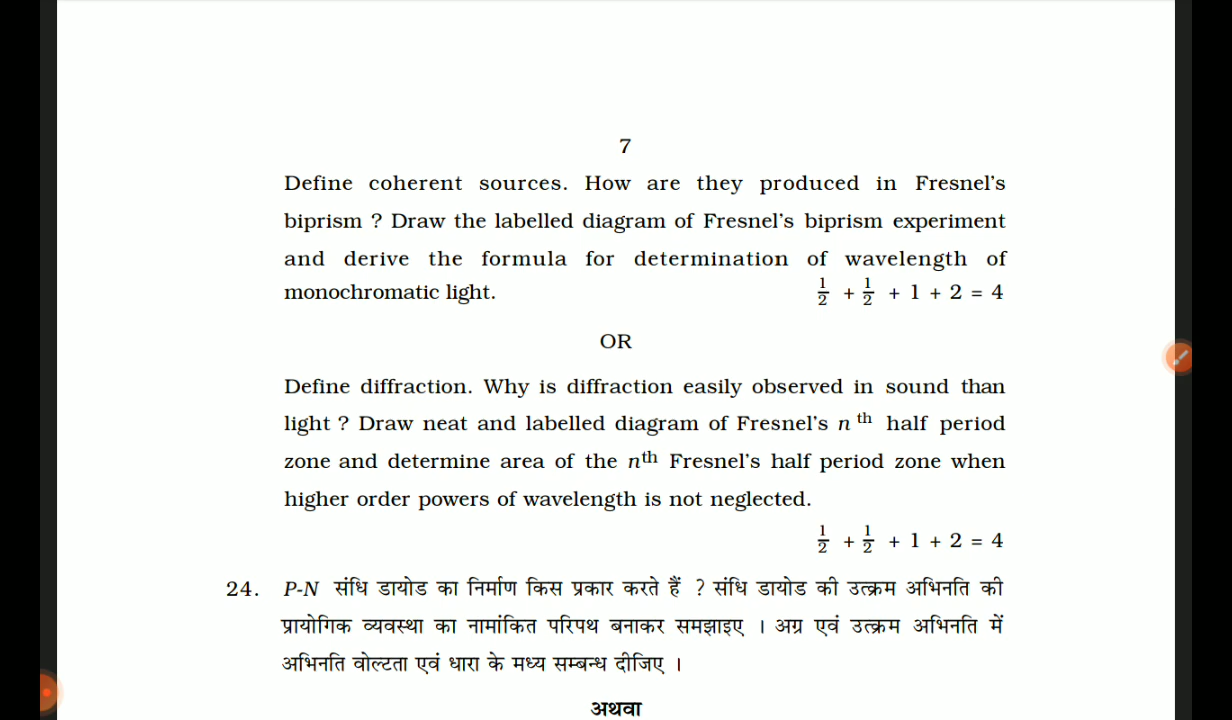 7
Define coherent sources. How are they produced in Fresnel's
biprism ? Draw the labelled diagram of Fresnel's biprism experiment
and derive the formula for determination of wavelength of
monochromatic light. 1/2 + 1/2 + 1 + 2 = 4
OR
Define diffraction. Why is diffraction easily observed in sound than
light ? Draw neat and labelled diagram of Fresnel's n th half period
zone and determine area of the nth Fresnel's half period zone when
higher order powers of wavelength is not neglected.
1/2 + 1/2 + 1 + 2 = 4
24. P-N संधि डायोड का निर्माण किस प्रकार करते हैं ? संधि डायोड की उत्क्रम अभिनति की
प्रायोगिक व्यवस्था का नामांकित परिपथ बनाकर समझाइए । अग्र एवं उत्क्रम अभिनति में
अभिनति वोल्टता एवं धारा के मध्य सम्बन्ध दीजिए ।
अथवा